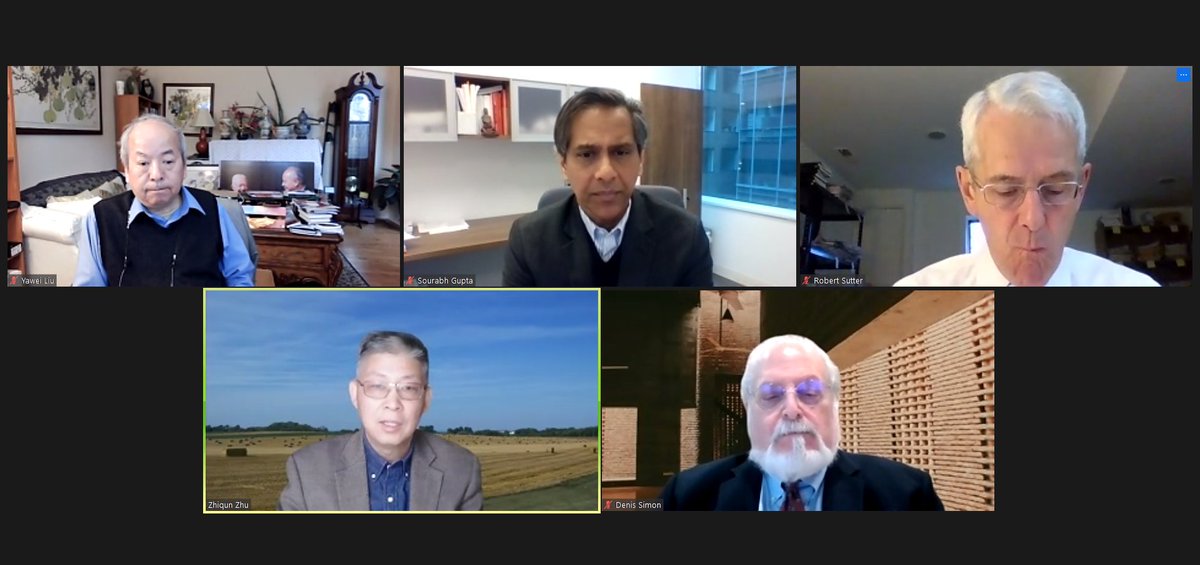 Yawei Liu
Sourabh Gupta
Robert Sutter
Zhiqun Zhu
Denis Simon